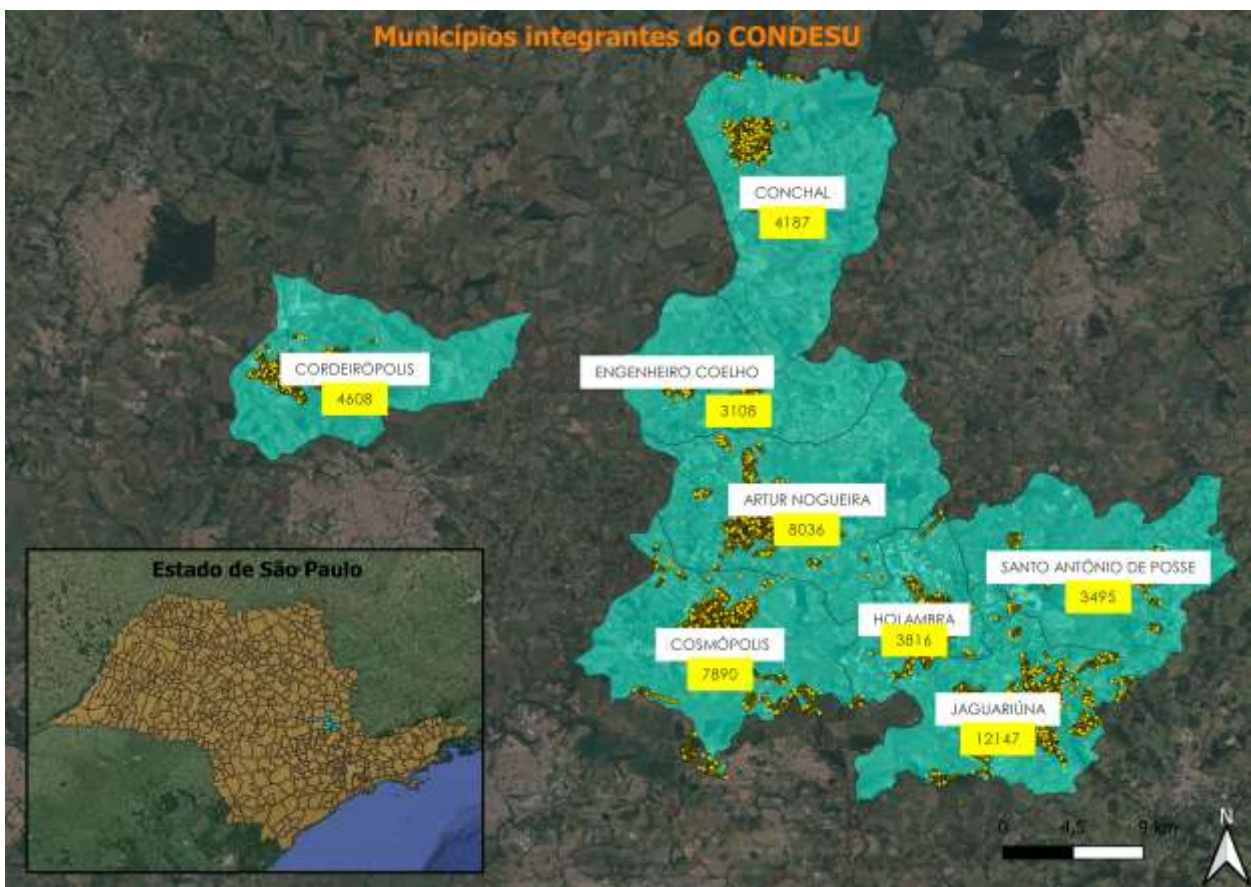 Municípios integrantes do CONDESU
CONCHAL
4187
CORDEIRÓPOLIS
4608
ENGENHEIRO COELHO
3108
ARTUR NOGUEIRA
8036
SANTO ANTÔNIO DE POSSE
3495
HOLAMBRA
3816
COSMÓPOLIS
7890
JAGUARIÚNA
12147
Estado de São Paulo
N
0 4,5 9 km